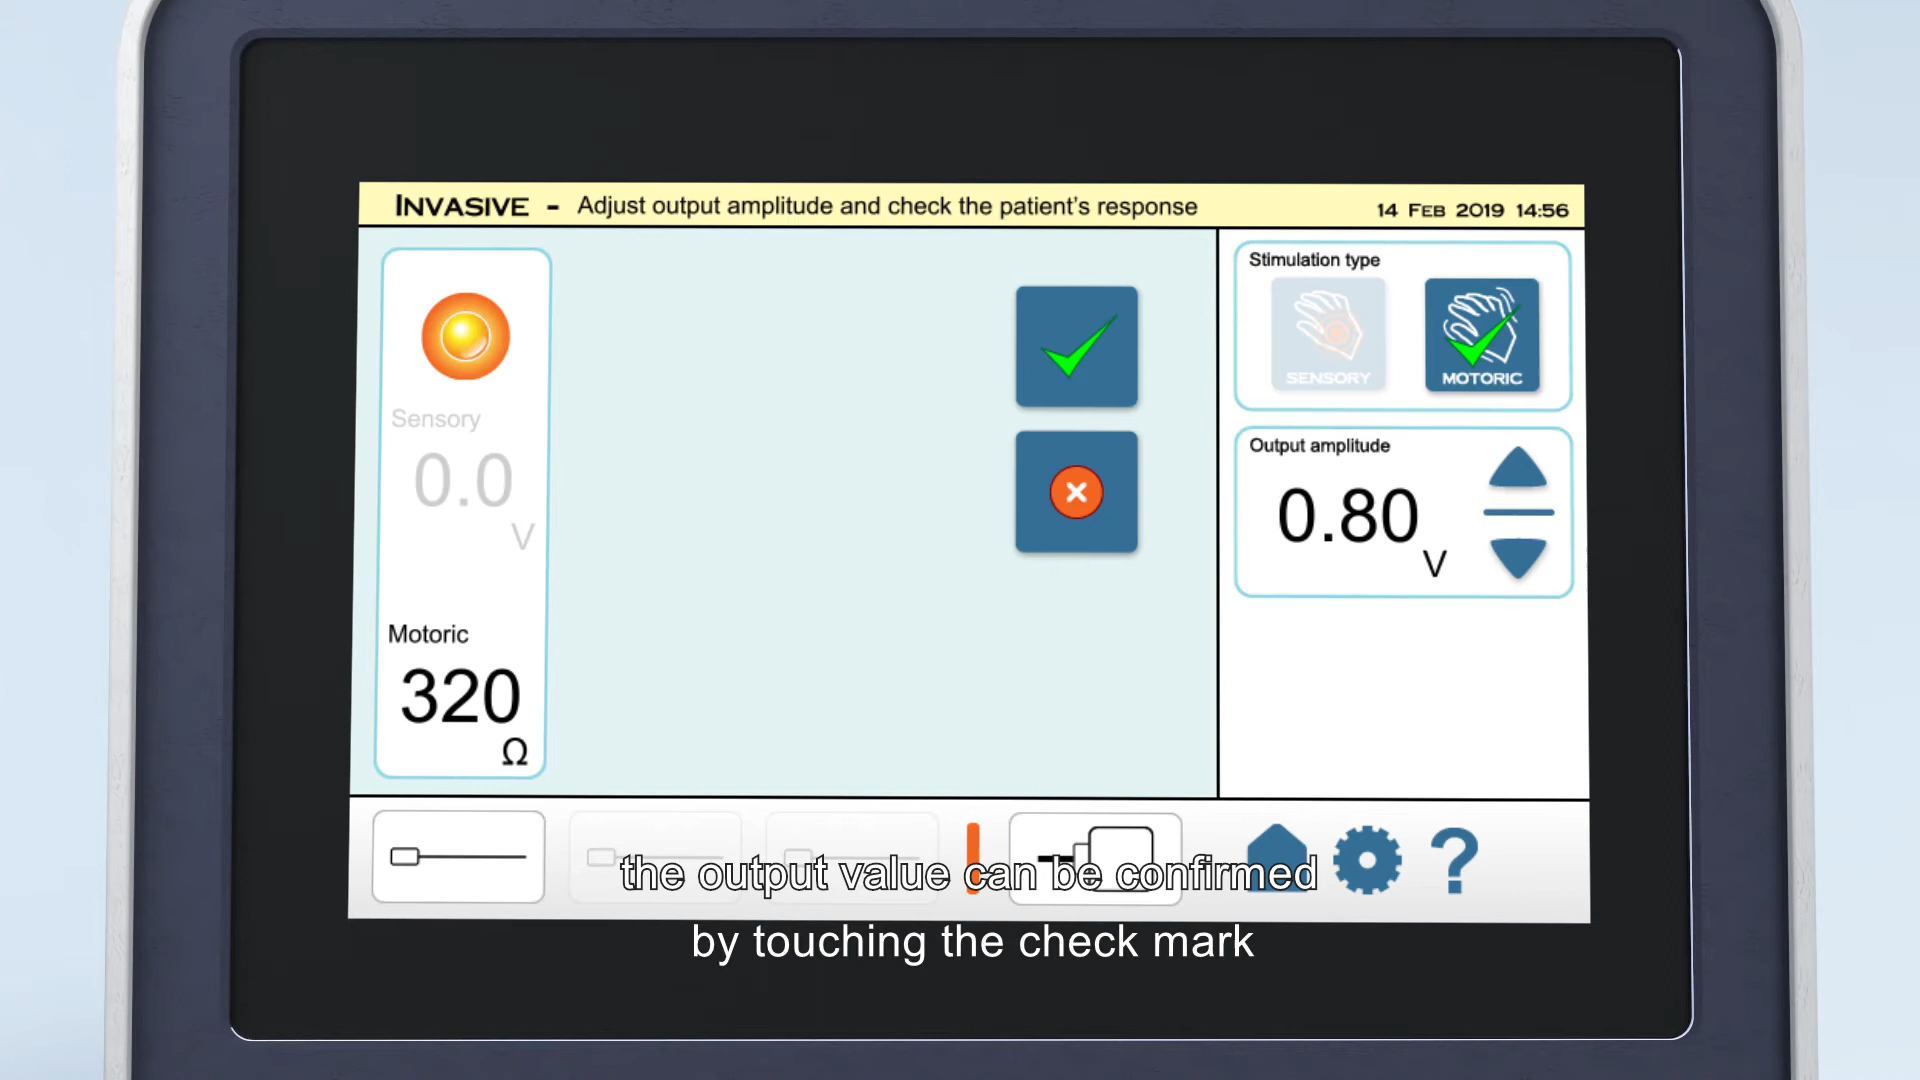 INVASIVE - Adjust output amplitude and check the patient's response
14 FEB 2019 14:56
Sensory
0.0
V
Motoric
320
Ω
Stimulation type
SENSORY
MOTORIC
Output amplitude
0.80
V
?
the output value can be confirmed
by touching the check mark